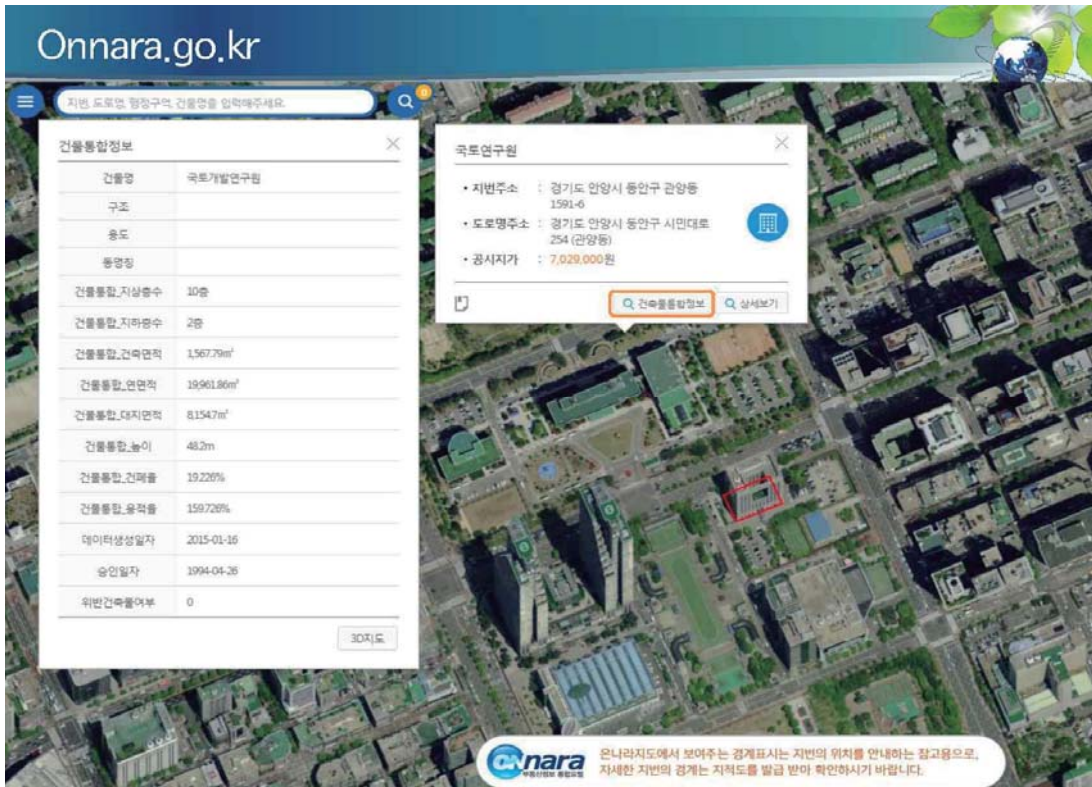 Onnara.go.kr
지번, 도로명, 행정구역, 건물명을 입력해주세요.
0
건물통합정보
건물명 국토개발연구원
구조
용도
동명칭
건물통합_지상층수 10층
건물통합_지하층수 2층
건물통합_건축면적 1,567.79㎡
건물통합_연면적 19,961.86㎡
건물통합_대지면적 8,154.7㎡
건물통합_높이 48.2m
건물통합_건폐율 19.226%
건물통합_용적률 159.726%
데이터생성일자 2015-01-16
승인일자 1994-04-26
위반건축물여부 0
3D지도
국토연구원
• 지번주소 : 경기도 안양시 동안구 관양동
1591-6
• 도로명주소 : 경기도 안양시 동안구 시민대로
254 (관양동)
• 공시지가 : 7,029,000원
건축물통합정보 상세보기
ONnara
부동산정보 통합포털
온나라지도에서 보여주는 경계표시는 지번의 위치를 안내하는 참고용으로,
자세한 지번의 경계는 지적도를 발급 받아 확인하시기 바랍니다.